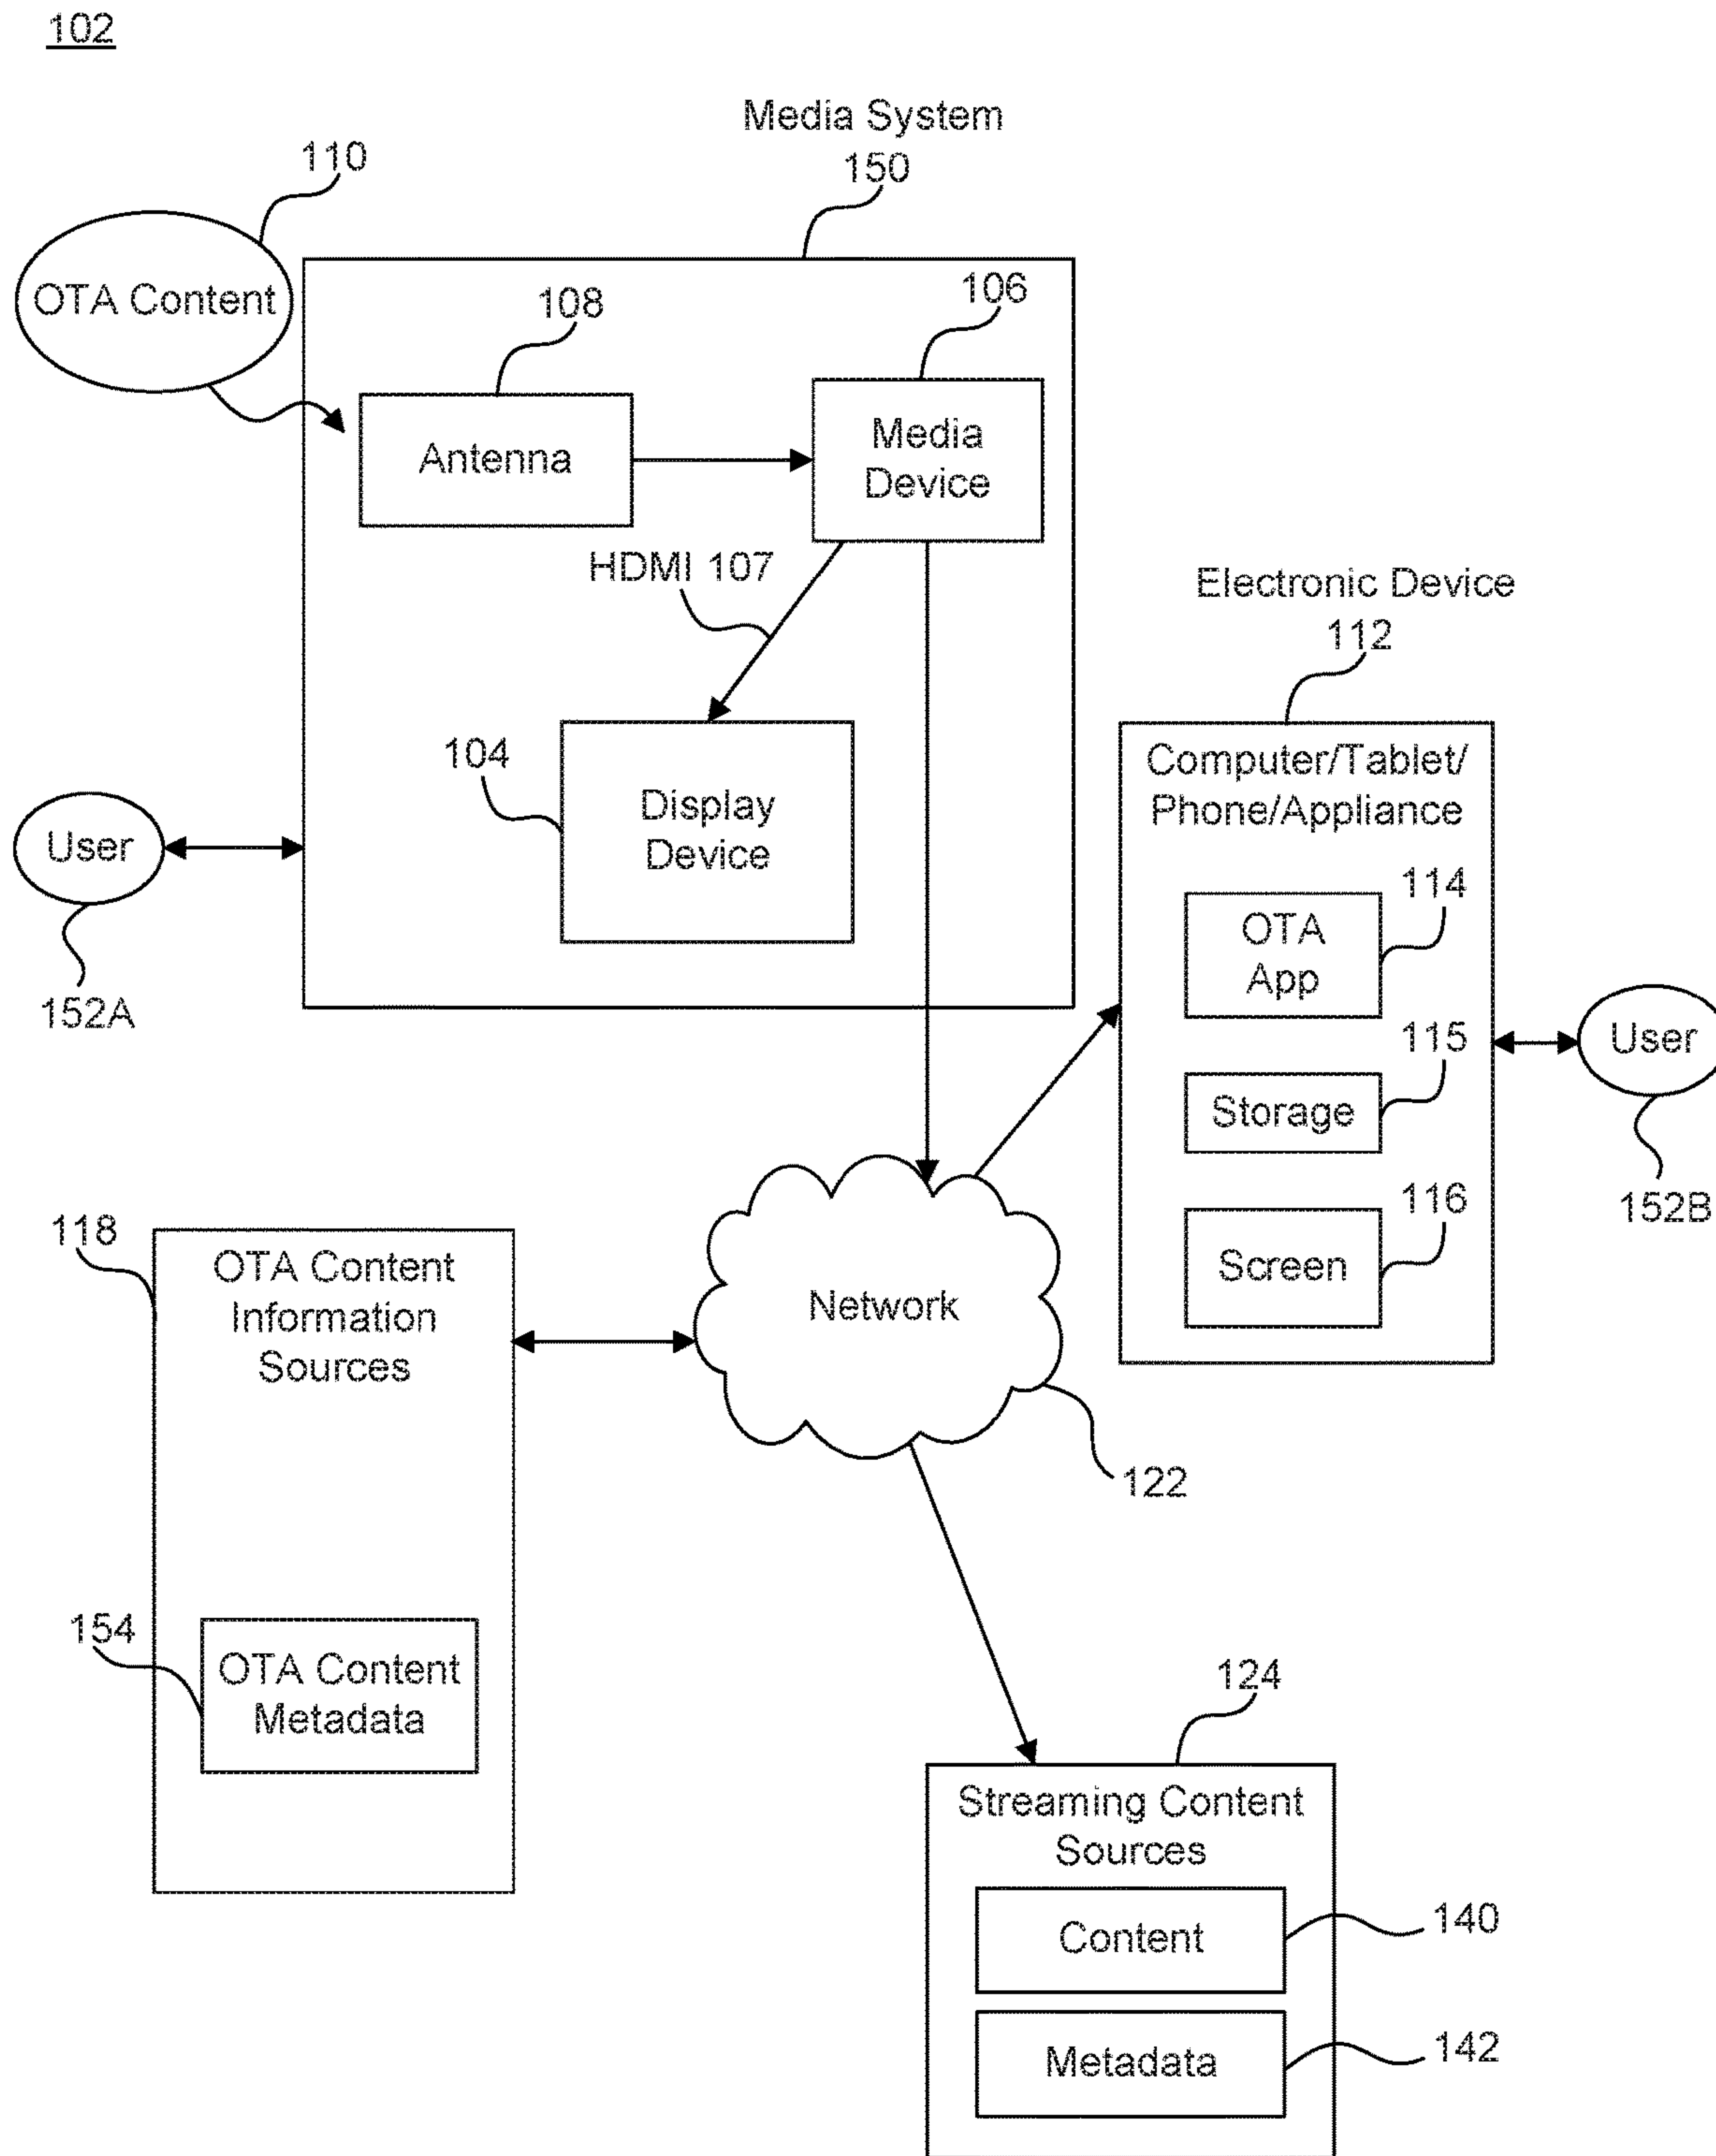 102
Media System
150
110
OTA Content
108
106
Antenna
Media
Device
HDMI 107
Electronic Device
112
104
Display
Device
User
152A
Computer/Tablet/
Phone/Appliance
114
OTA
App
115
Storage
116
Screen
User
152B
118
OTA Content
Information
Sources
Network
122
154
OTA Content
Metadata
124
Streaming Content
Sources
Content
140
Metadata
142